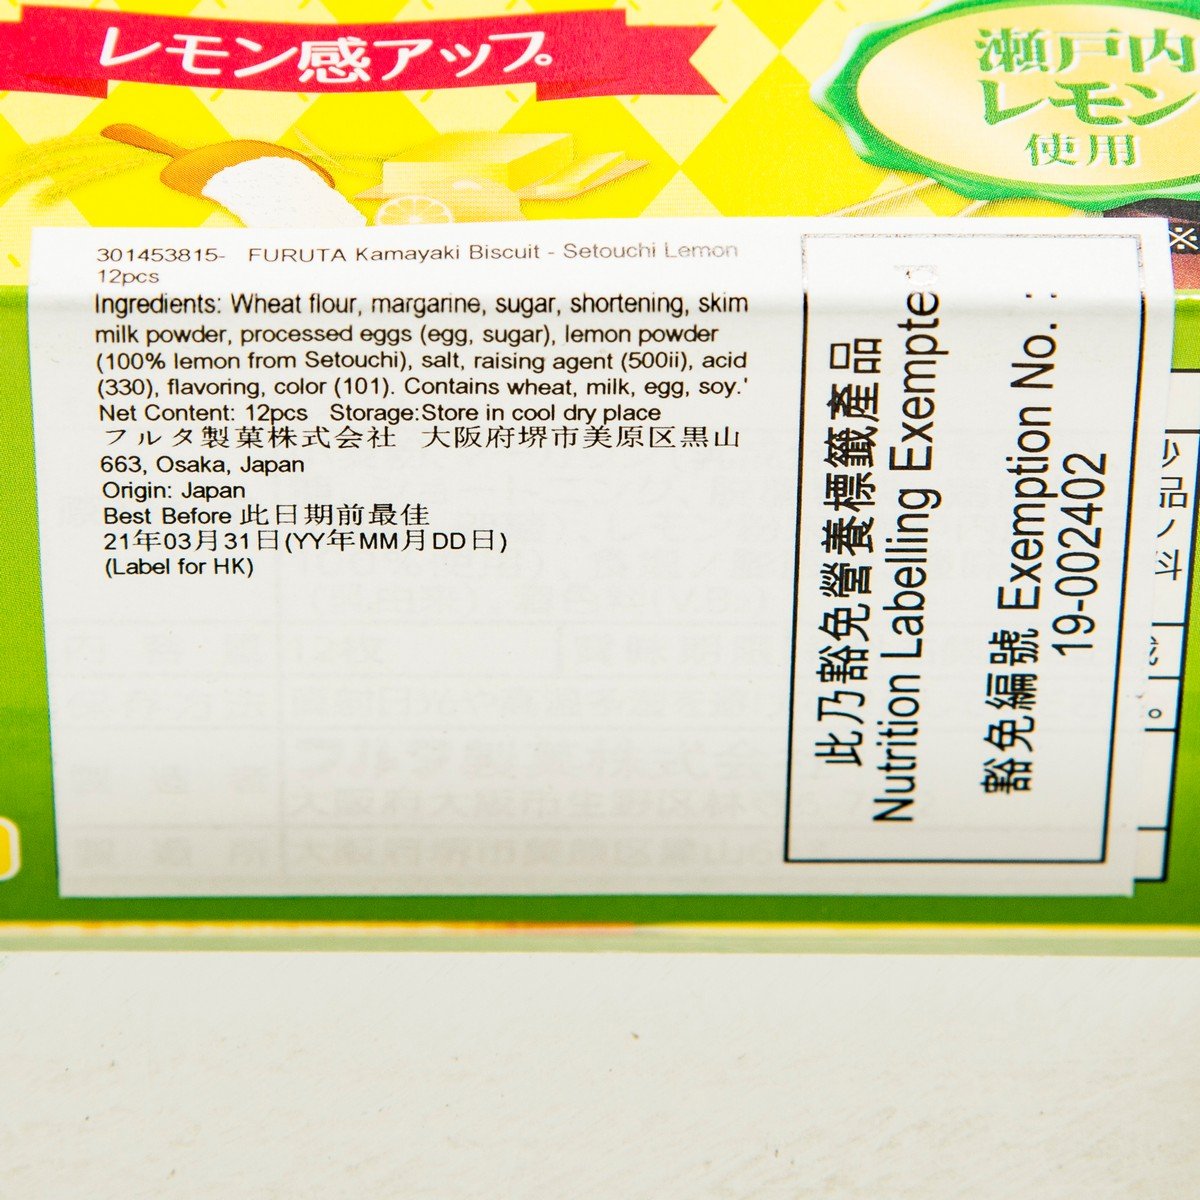 レモン感アップ
瀬戸内
レモン
使用
※
301453815- FURUTA Kamayaki Biscuit - Setouchi Lemon
12pcs
Ingredients: Wheat flour, margarine, sugar, shortening, skim
milk powder, processed eggs (egg, sugar), lemon powder
(100% lemon from Setouchi), salt, raising agent (500ii), acid
(330), flavoring, color (101). Contains wheat, milk, egg, soy.'
Net Content: 12pcs Storage:Store in cool dry place
フルタ製菓株式会社 大阪府堺市美原区黒山
663, Osaka, Japan
Origin: Japan
Best Before 此日期前最佳
21年03月31日(YY年MM月DD日)
(Label for HK)
此乃豁免營養標籤產品
Nutrition Labelling Exempted
豁免編號 Exemption No. :
19-002402